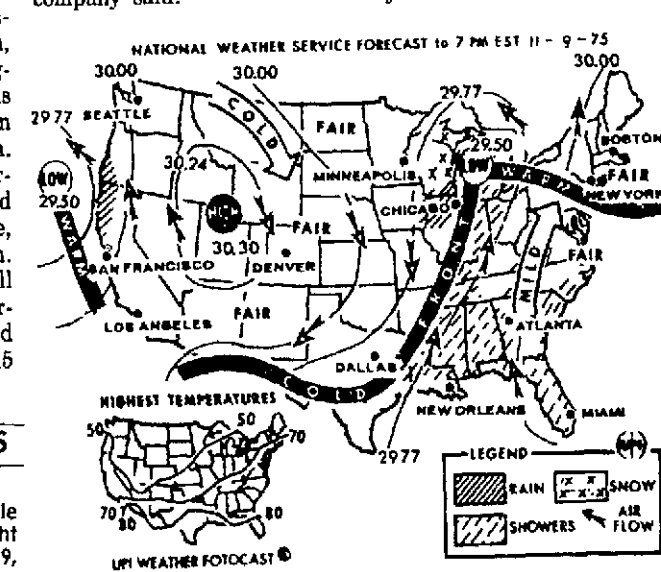 company said.
NATIONAL WEATHER SERVICE FORECAST to 7 PM EST 11 - 9 - 75
30.00
30.00
30.00
29.77
SEATTLE
COLD
FAIR
29.77
BOSTON
30.24
MINNEAPOLIS
29.50
LOW
WARM
FAIR
NEW YORK
LOW
29.50
WARM
HIGH
30.30
FAIR
CHICAGO
SAN FRANCISCO
DENVER
FRONT
MILD
FAIR
LOS ANGELES
FAIR
ATLANTA
DALLAS
COLD
NEW ORLEANS
MIAMI
29.77
HIGHEST TEMPERATURES
50
50
70
70
80
80
UPI WEATHER FOTOCAST ©
LEGEND
RAIN
SNOW
SHOWERS
AIR FLOW